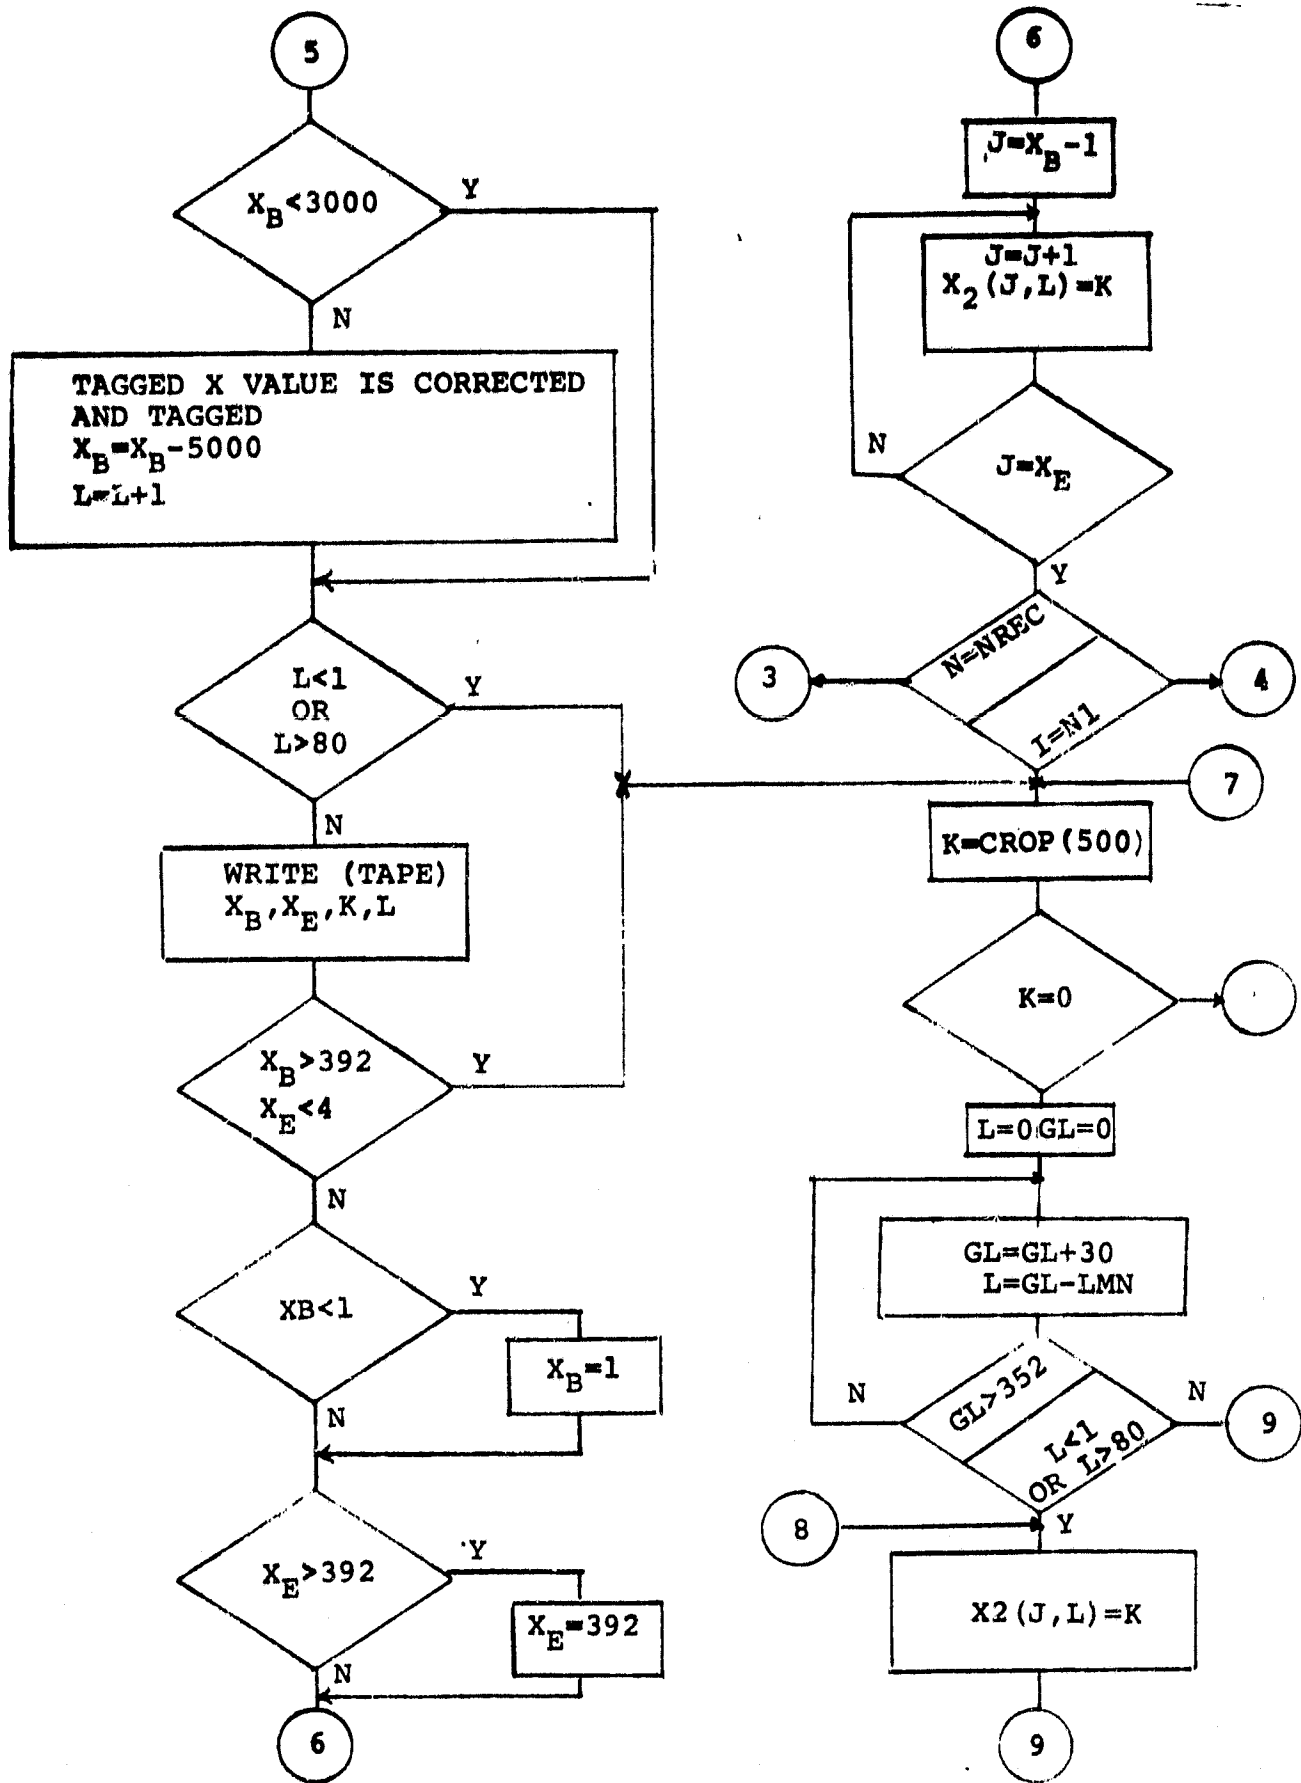 5
X_B<3000
Y
N
TAGGED X VALUE IS CORRECTED
AND TAGGED
X_B=X_B-5000
L=L+1
L<1
OR
L>80
Y
N
WRITE (TAPE)
X_B,X_E,K,L
X_B>392
X_E<4
Y
N
XB<1
Y
X_B=1
N
X_E>392
Y
X_E=392
N
6
6
J=X_B-1
J=J+1
X_2(J,L)=K
N
J=X_E
Y
3
N=NREC
I=N1
4
7
K=CROP(500)
K=0
L=0 GL=0
GL=GL+30
L=GL-LMN
N
GL>352
L<1
OR L>80
N
9
8
Y
X2(J,L)=K
9